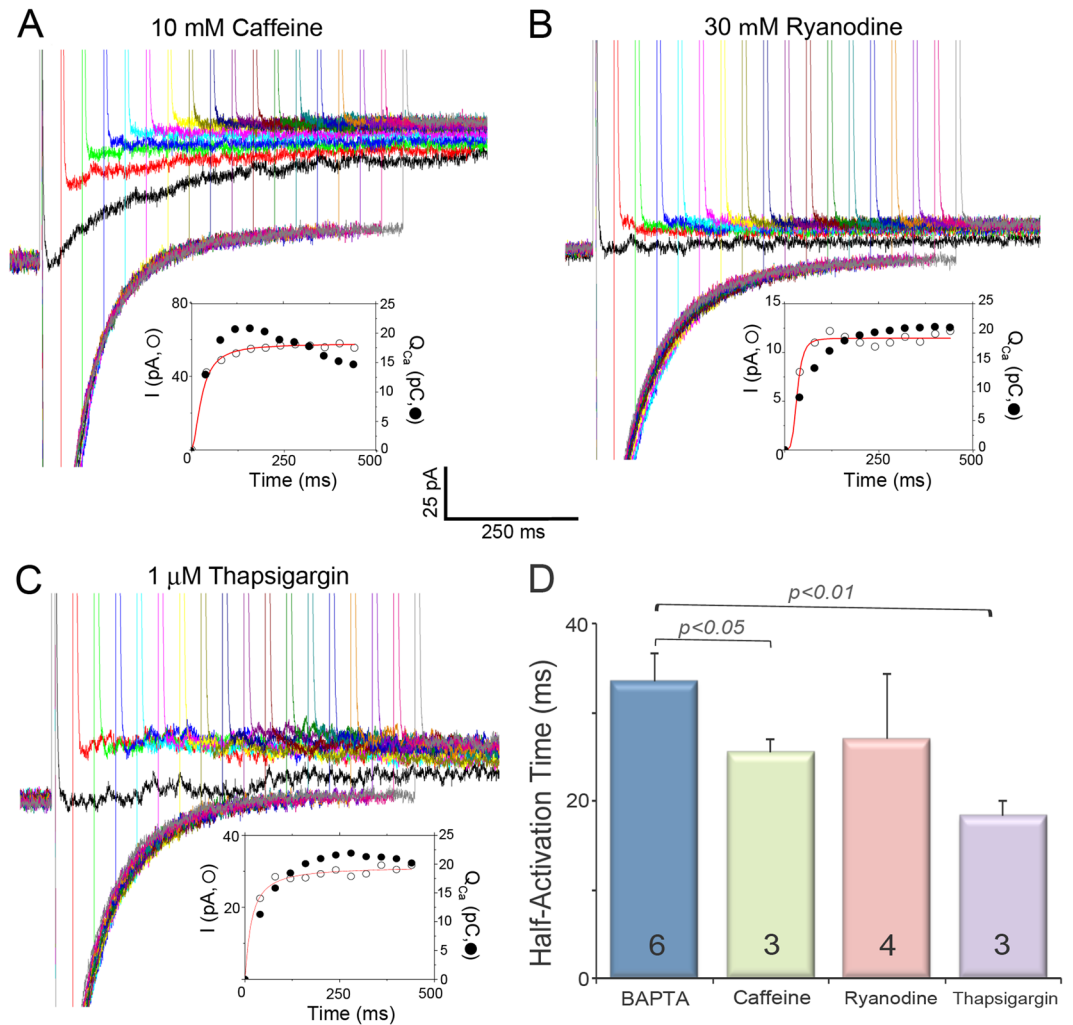 A
10 mM Caffeine
80
40
0
I (pA, O)
25
20
15
10
5
0
Q_Ca (pC,●)
0 250 500
Time (ms)
B
30 mM Ryanodine
15
10
5
0
I (pA, O)
25
20
15
10
5
0
Q_Ca (pC,●)
0 250 500
Time (ms)
25 pA
250 ms
C
1 µM Thapsigargin
40
20
I (pA, O)
25
20
15
10
5
0
Q_Ca (pC,●)
0 250 500
Time (ms)
D
p<0.01
p<0.05
40
20
0
Half-Activation Time (ms)
6 3 4 3
BAPTA Caffeine Ryanodine Thapsigargin